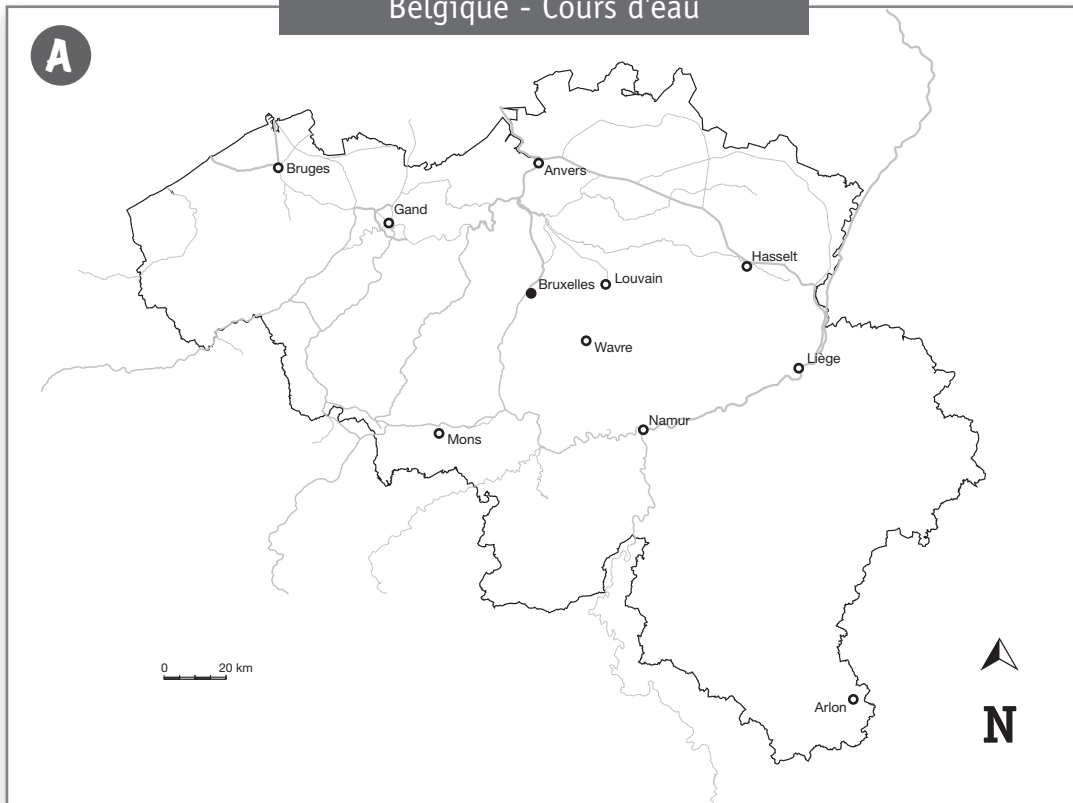 Belgique - Cours d'eau
A
Bruges
Anvers
Gand
Hasselt
Bruxelles
Louvain
Wavre
Liège
Namur
Mons
0 20 km
Arlon
N